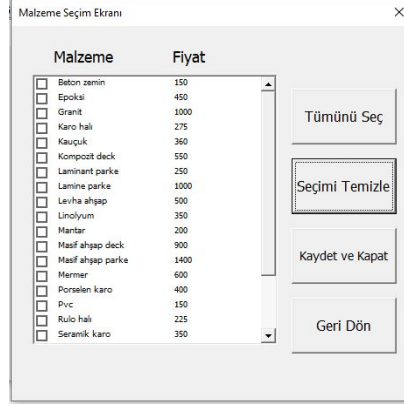 Malzeme Seçim Ekranı
Malzeme Fiyat
Beton zemin 150
Epoksi 450
Granit 1000
Karo halı 275
Kauçuk 360
Kompozit deck 550
Laminant parke 250
Lamine parke 1000
Levha ahşap 500
Linolyum 350
Mantar 200
Masif ahşap deck 900
Masif ahşap parke 1400
Mermer 600
Porselen karo 400
Pvc 150
Rulo halı 225
Seramik karo 350
Tümünü Seç
Seçimi Temizle
Kaydet ve Kapat
Geri Dön